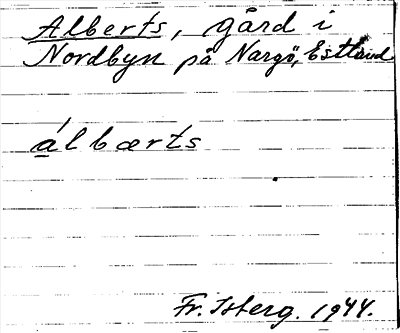 Alberts, gård i
Nordbyn på Nargö, Estland
álbærts
Fr. Isberg. 1944.